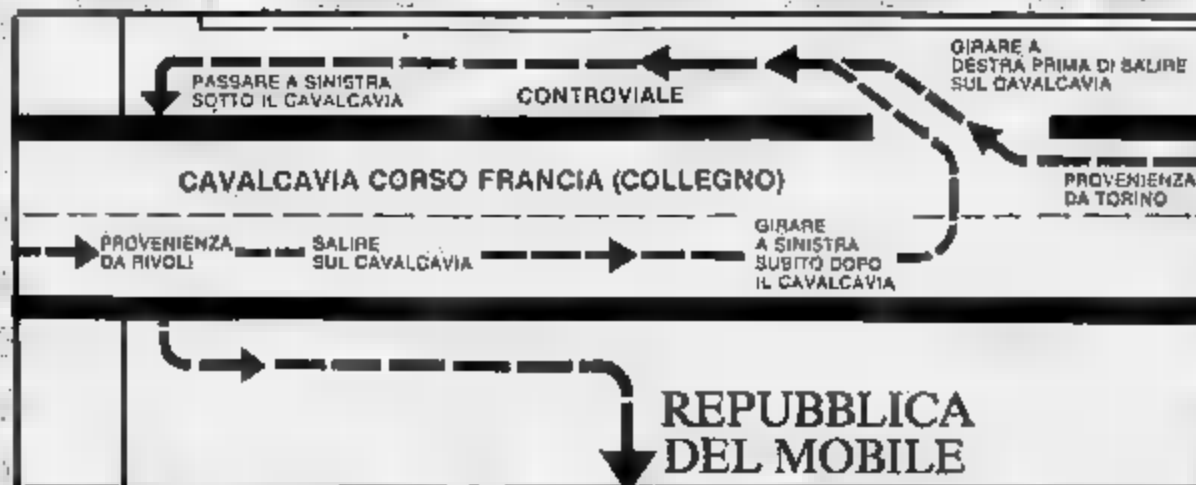 GIRARE A
DESTRA PRIMA DI SALIRE
SUL CAVALCAVIA
PASSARE A SINISTRA
SOTTO IL CAVALCAVIA
CONTROVIALE
CAVALCAVIA CORSO FRANCIA (COLLEGNO)
PROVENIENZA
DA TORINO
PROVENIENZA
DA RIVOLI
SALIRE
SUL CAVALCAVIA
GIRARE
A SINISTRA
SUBITO DOPO
IL CAVALCAVIA
REPUBBLICA
DEL MOBILE